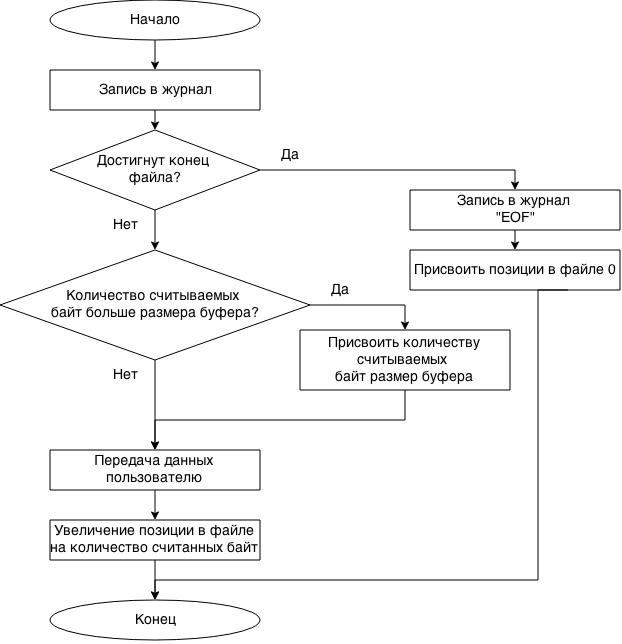 Начало
Запись в журнал
Достигнут конец
файла?
Да
Запись в журнал
"EOF"
Нет
Присвоить позиции в файле 0
Количество считываемых
байт больше размера буфера?
Да
Присвоить количеству
считываемых
байт размер буфера
Нет
Передача данных
пользователю
Увеличение позиции в файле
на количество считанных байт
Конец